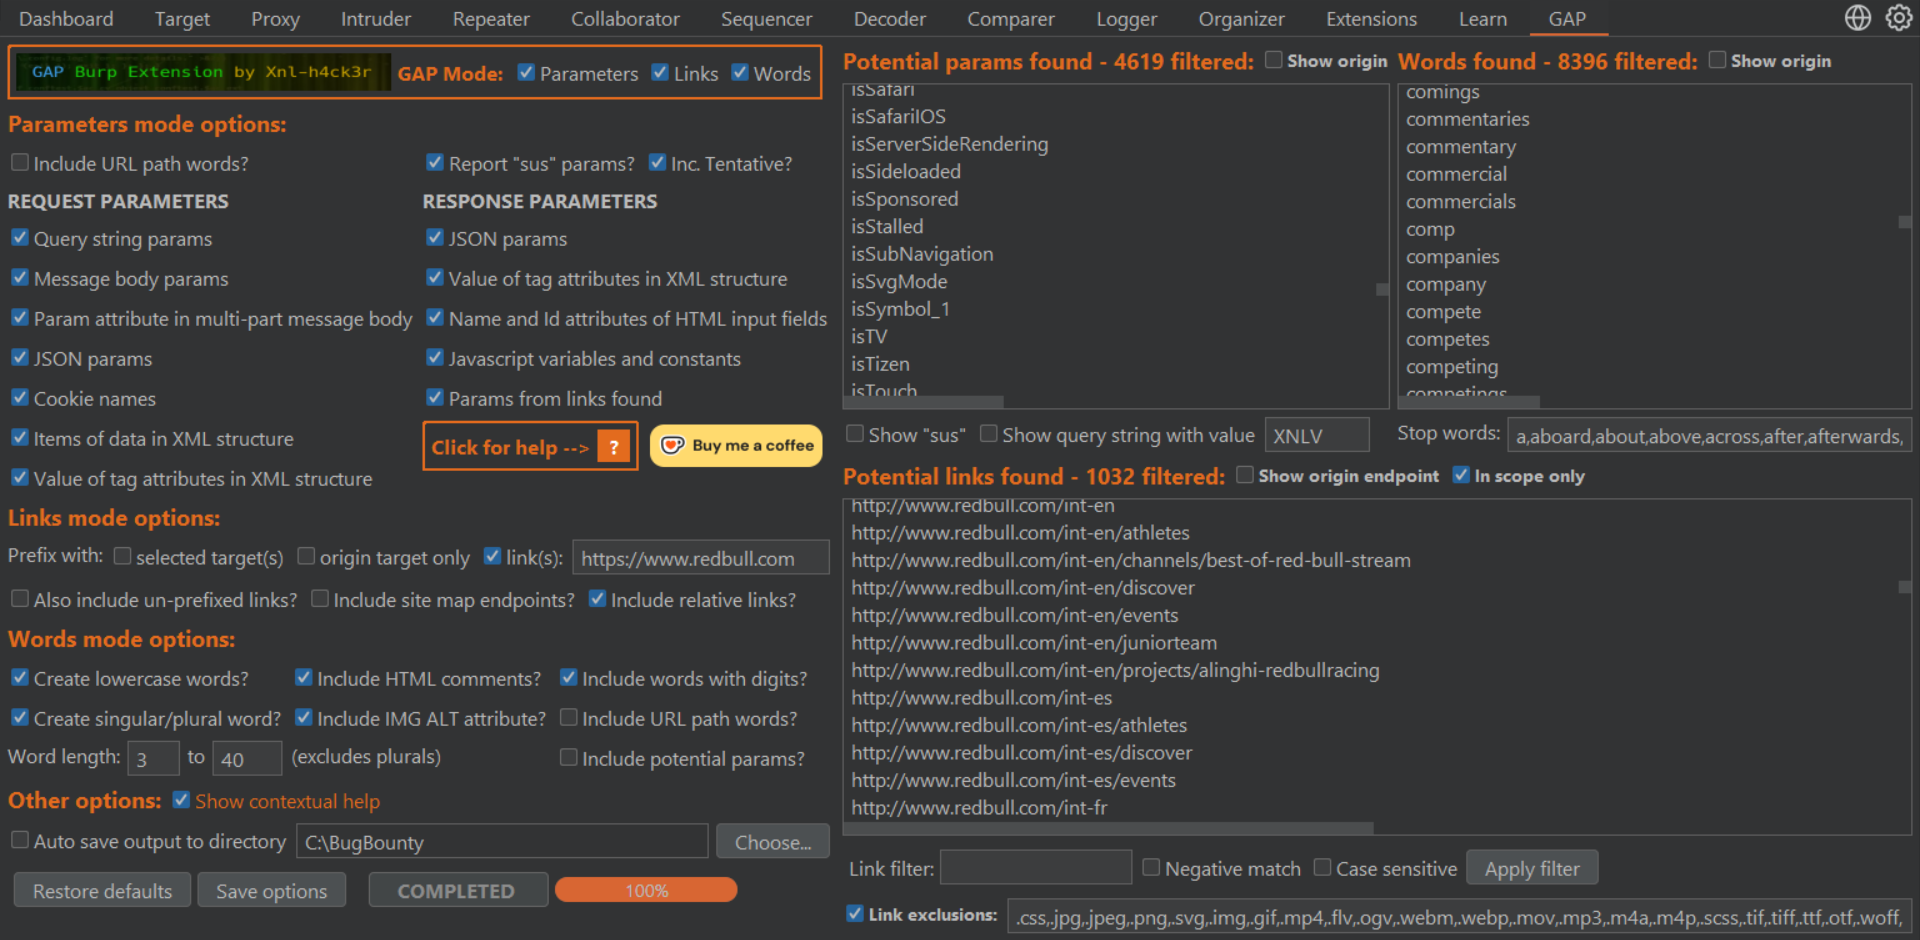 Dashboard Target Proxy Intruder Repeater Collaborator Sequencer Decoder Comparer Logger Organizer Extensions Learn GAP
GAP Burp Extension by Xnl-h4ck3r GAP Mode: Parameters Links Words
Parameters mode options:
Include URL path words? Report "sus" params? Inc. Tentative?
REQUEST PARAMETERS RESPONSE PARAMETERS
Query string params JSON params
Message body params Value of tag attributes in XML structure
Param attribute in multi-part message body Name and Id attributes of HTML input fields
JSON params Javascript variables and constants
Cookie names Params from links found
Items of data in XML structure Click for help --> ? Buy me a coffee
Value of tag attributes in XML structure
Links mode options:
Prefix with: selected target(s) origin target only link(s): https://www.redbull.com
Also include un-prefixed links? Include site map endpoints? Include relative links?
Words mode options:
Create lowercase words? Include HTML comments? Include words with digits?
Create singular/plural word? Include IMG ALT attribute? Include URL path words?
Word length: 3 to 40 (excludes plurals) Include potential params?
Other options: Show contextual help
Auto save output to directory C:\BugBounty Choose...
Restore defaults Save options COMPLETED 100%
Potential params found - 4619 filtered: Show origin
isSafari
isSafariIOS
isServerSideRendering
isSideloaded
isSponsored
isStalled
isSubNavigation
isSvgMode
isSymbol_1
isTV
isTizen
isTouch
Show "sus" Show query string with value XNLV
Words found - 8396 filtered: Show origin
comings
commentaries
commentary
commercial
commercials
comp
companies
company
compete
competes
competing
competings
Stop words: a,aboard,about,above,across,after,afterwards,
Potential links found - 1032 filtered: Show origin endpoint In scope only
http://www.redbull.com/int-en
http://www.redbull.com/int-en/athletes
http://www.redbull.com/int-en/channels/best-of-red-bull-stream
http://www.redbull.com/int-en/discover
http://www.redbull.com/int-en/events
http://www.redbull.com/int-en/juniorteam
http://www.redbull.com/int-en/projects/alinghi-redbullracing
http://www.redbull.com/int-es
http://www.redbull.com/int-es/athletes
http://www.redbull.com/int-es/discover
http://www.redbull.com/int-es/events
http://www.redbull.com/int-fr
Link filter: Negative match Case sensitive Apply filter
Link exclusions: .css,.jpg,.jpeg,.png,.svg,.img,.gif,.mp4,.flv,.ogv,.webm,.webp,.mov,.mp3,.m4a,.m4p,.scss,.tif,.tiff,.ttf,.otf,.woff,